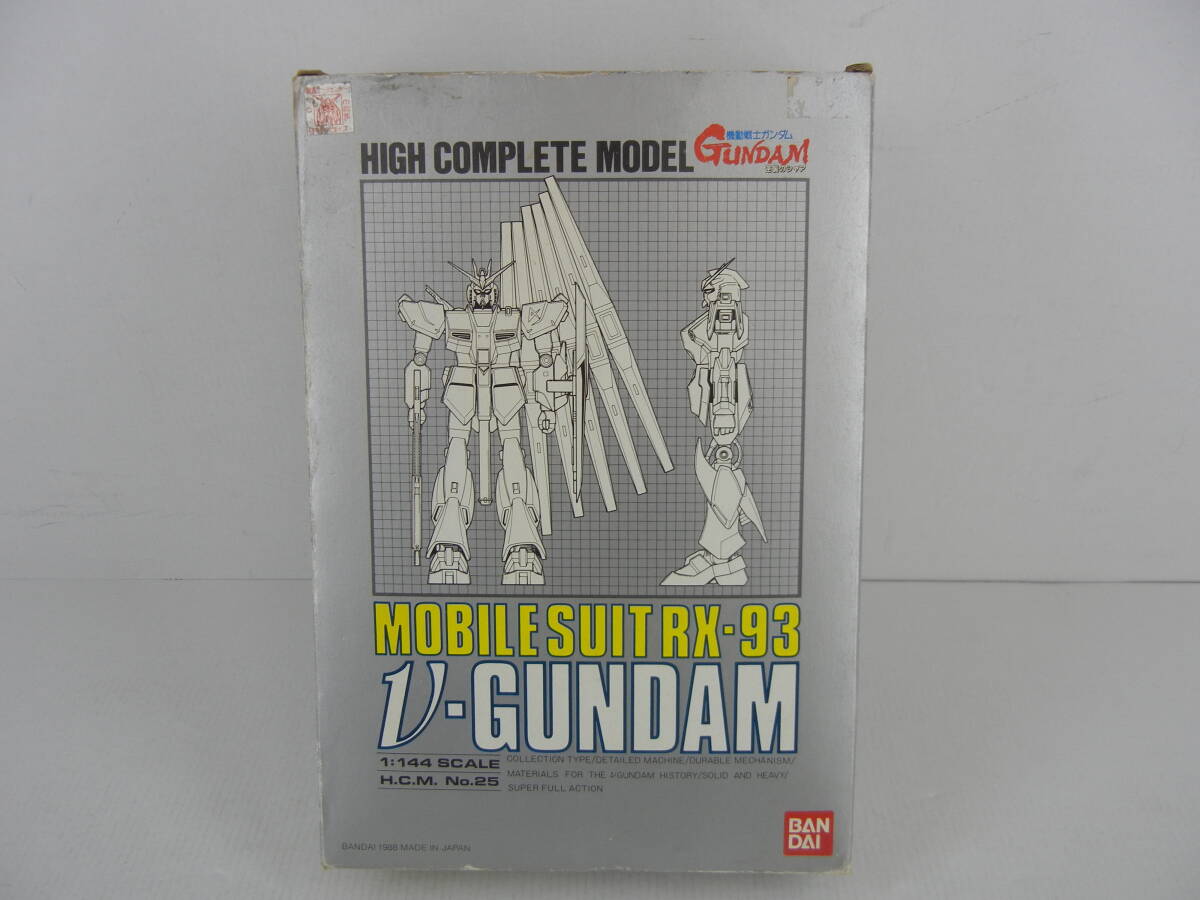 機動戦士ガンダム
HIGH COMPLETE MODEL GUNDAM
逆襲のシャア
MOBILE SUIT RX-93
ν-GUNDAM
1:144 SCALE
H.C.M. No.25
COLLECTION TYPE/DETAILED MACHINE/DURABLE MECHANISM/
MATERIALS FOR THE νGUNDAM HISTORY/SOLID AND HEAVY/
SUPER FULL ACTION
BANDAI 1988 MADE IN JAPAN
BAN
DAI